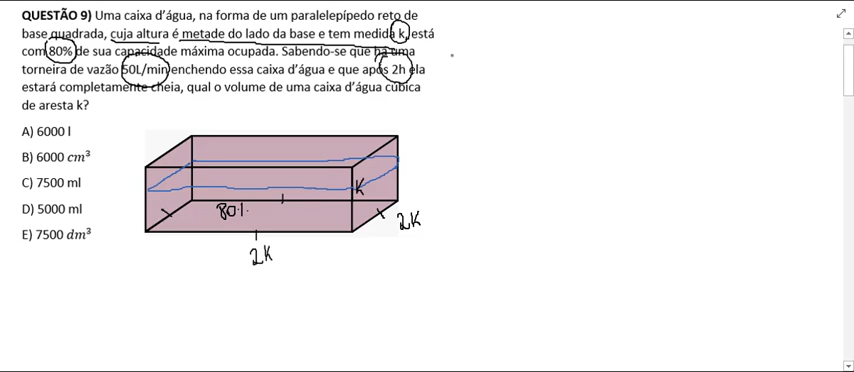 QUESTÃO 9) Uma caixa d'água, na forma de um paralelepípedo reto de
base quadrada, cuja altura é metade do lado da base e tem medida k, está
com 80% de sua capacidade máxima ocupada. Sabendo-se que há uma
torneira de vazão 50L/min enchendo essa caixa d'água e que após 2h ela
estará completamente cheia, qual o volume de uma caixa d'água cúbica
de aresta k?
A) 6000 l
B) 6000 cm³
C) 7500 ml
D) 5000 ml
E) 7500 dm³
K
80%
2K
2K